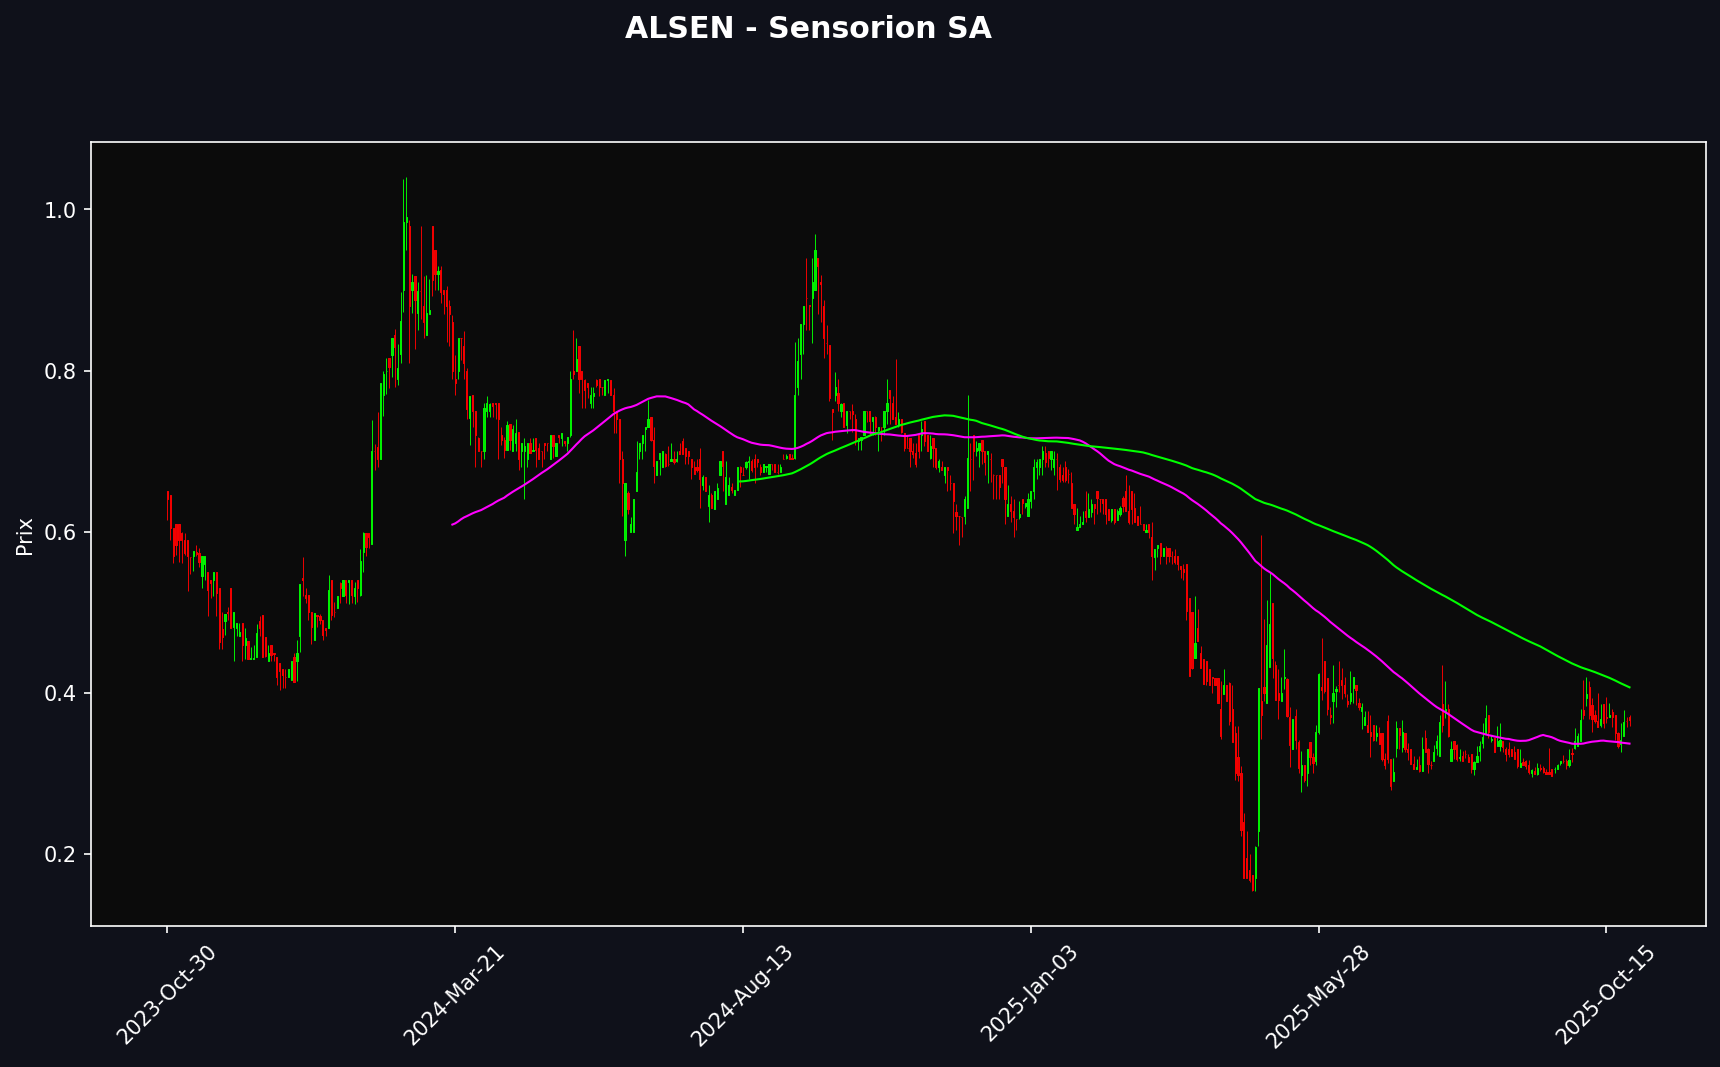 ALSEN - Sensorion SA
Prix
1.0
0.8
0.6
0.4
0.2
2023-Oct-30
2024-Mar-21
2024-Aug-13
2025-Jan-03
2025-May-28
2025-Oct-15